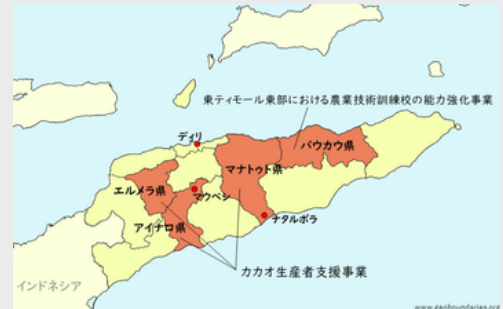 東ティモール東部における農業技術訓練校の能力強化事業
ディリ
バウカウ県
マナトゥト県
エルメラ県
マウベシ
アイナロ県
ナタルボラ
カカオ生産者支援事業
インドネシア
www.geoboundaries.org